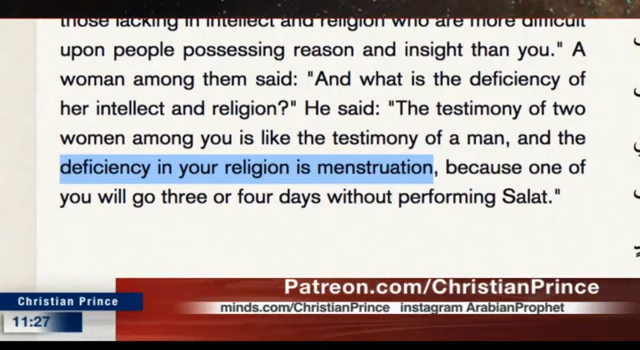 those lacking in intellect and religion who are more difficult
upon people possessing reason and insight than you." A
woman among them said: "And what is the deficiency of
her intellect and religion?" He said: "The testimony of two
women among you is like the testimony of a man, and the
deficiency in your religion is menstruation, because one of
you will go three or four days without performing Salat."
Patreon.com/ChristianPrince
Christian Prince
minds.com/ChristianPrince instagram ArabianProphet
11:27